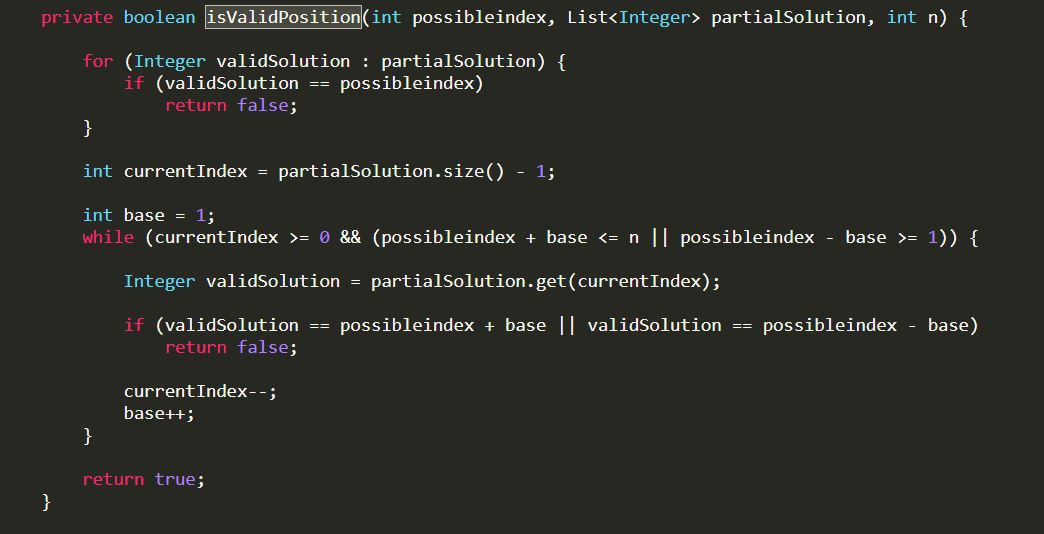 private boolean isValidPosition(int possibleindex, List<Integer> partialSolution, int n) {
for (Integer validSolution : partialSolution) {
if (validSolution == possibleindex)
return false;
}
int currentIndex = partialSolution.size() - 1;
int base = 1;
while (currentIndex >= 0 && (possibleindex + base <= n || possibleindex - base >= 1)) {
Integer validSolution = partialSolution.get(currentIndex);
if (validSolution == possibleindex + base || validSolution == possibleindex - base)
return false;
currentIndex--;
base++;
}
return true;
}